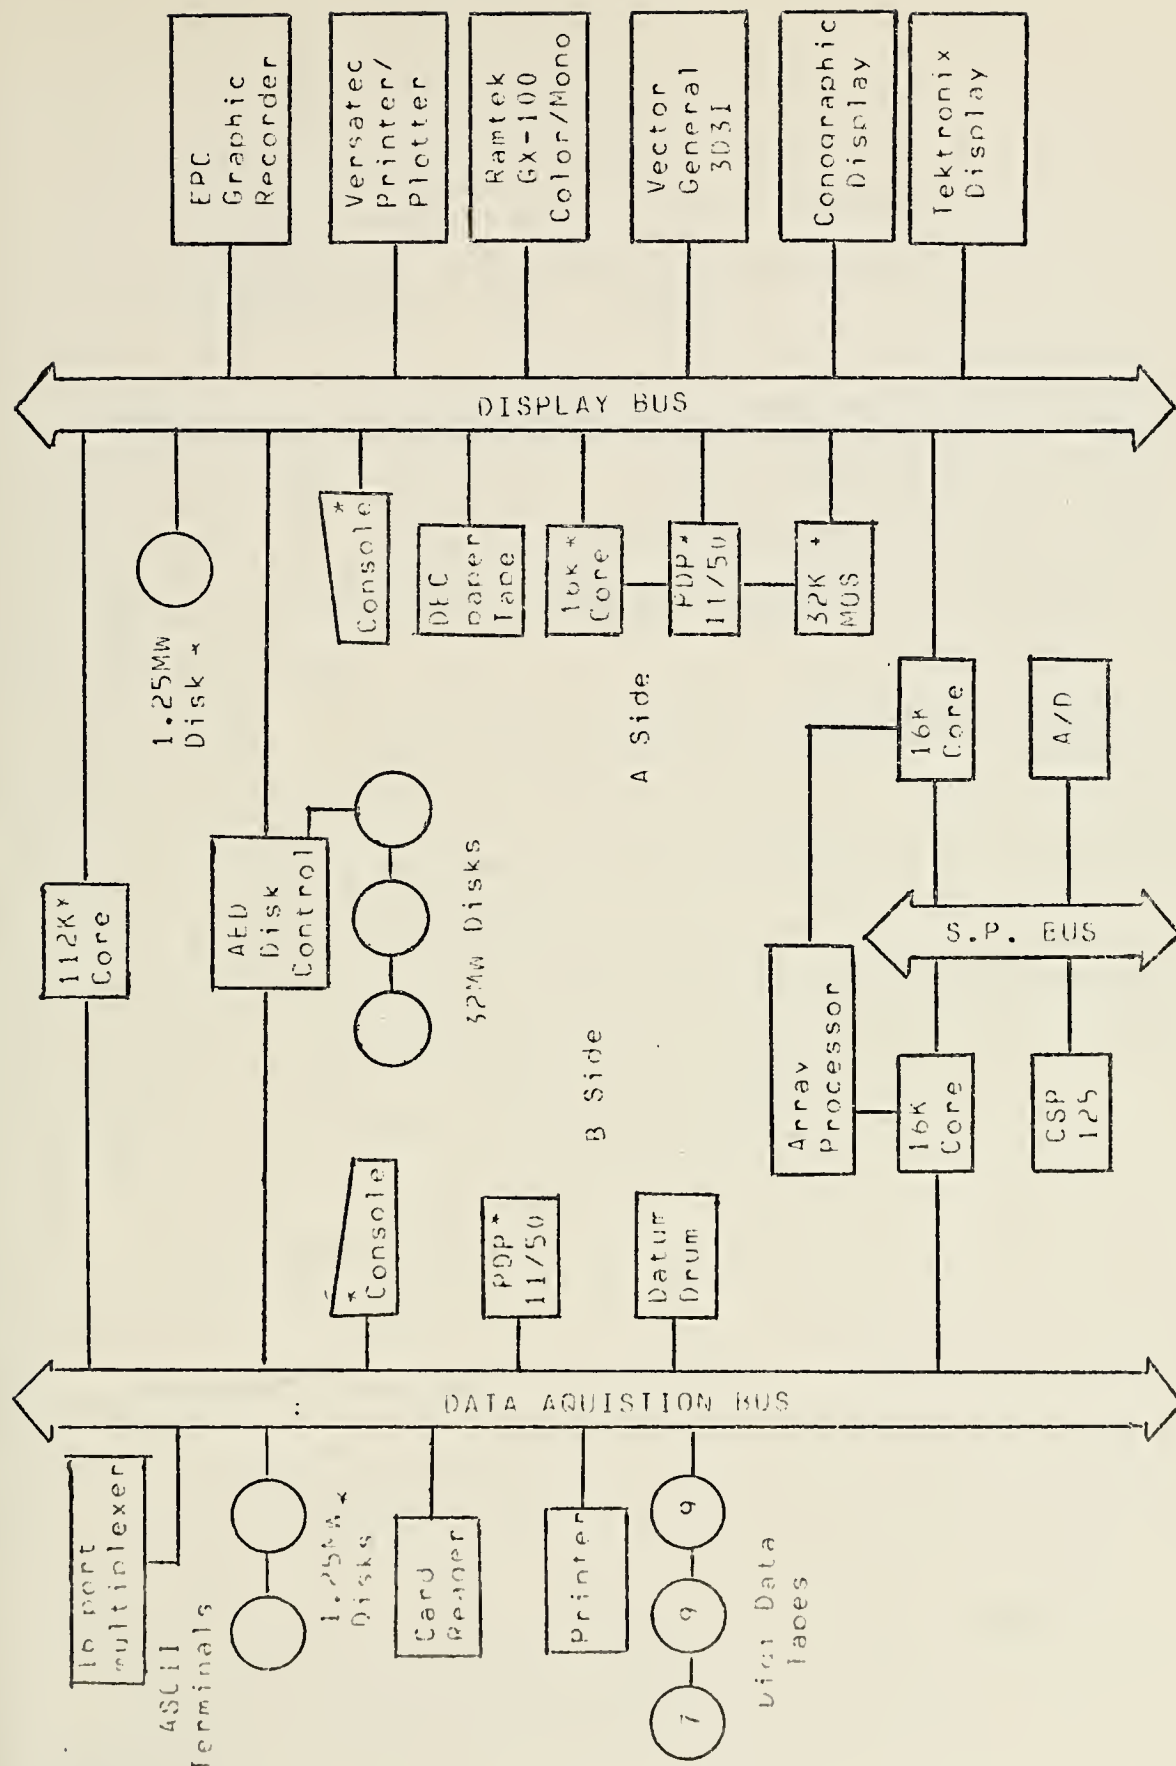 EPC
Graphic
Recorder
Versatec
Printer/
Plotter
Ramtek
GX-100
Color/Mono
Vector
General
3D3I
Conographic
Display
Tektronix
Display
DISPLAY BUS
112K*
Core
1.25MW
Disk *
AED
Disk
Control
32MW Disks
Console*
DEC
paper
Tape
16K *
Core
PDP*
11/50
32K *
MOS
A Side
B Side
16K
Core
A/D
Array
Processor
S.P. BUS
16K
Core
CSP
125
* Console
PDP*
11/50
Datum
Drum
DATA AQUISTION BUS
16 port
multiplexer
ASCII
Terminals
1.25MW *
Disks
Card
Reader
Printer
9
9
7
Digi Data
Tapes